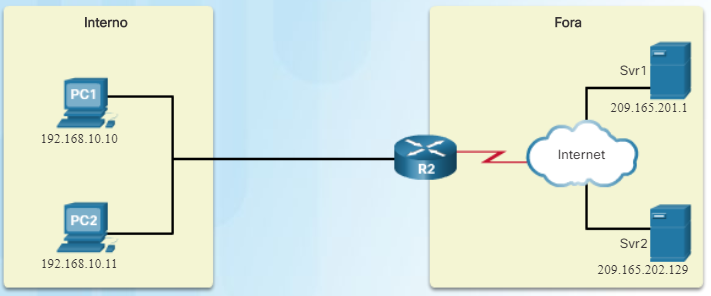 Interno
Fora
PC1
192.168.10.10
PC2
192.168.10.11
R2
Internet
Svr1
209.165.201.1
Svr2
209.165.202.129